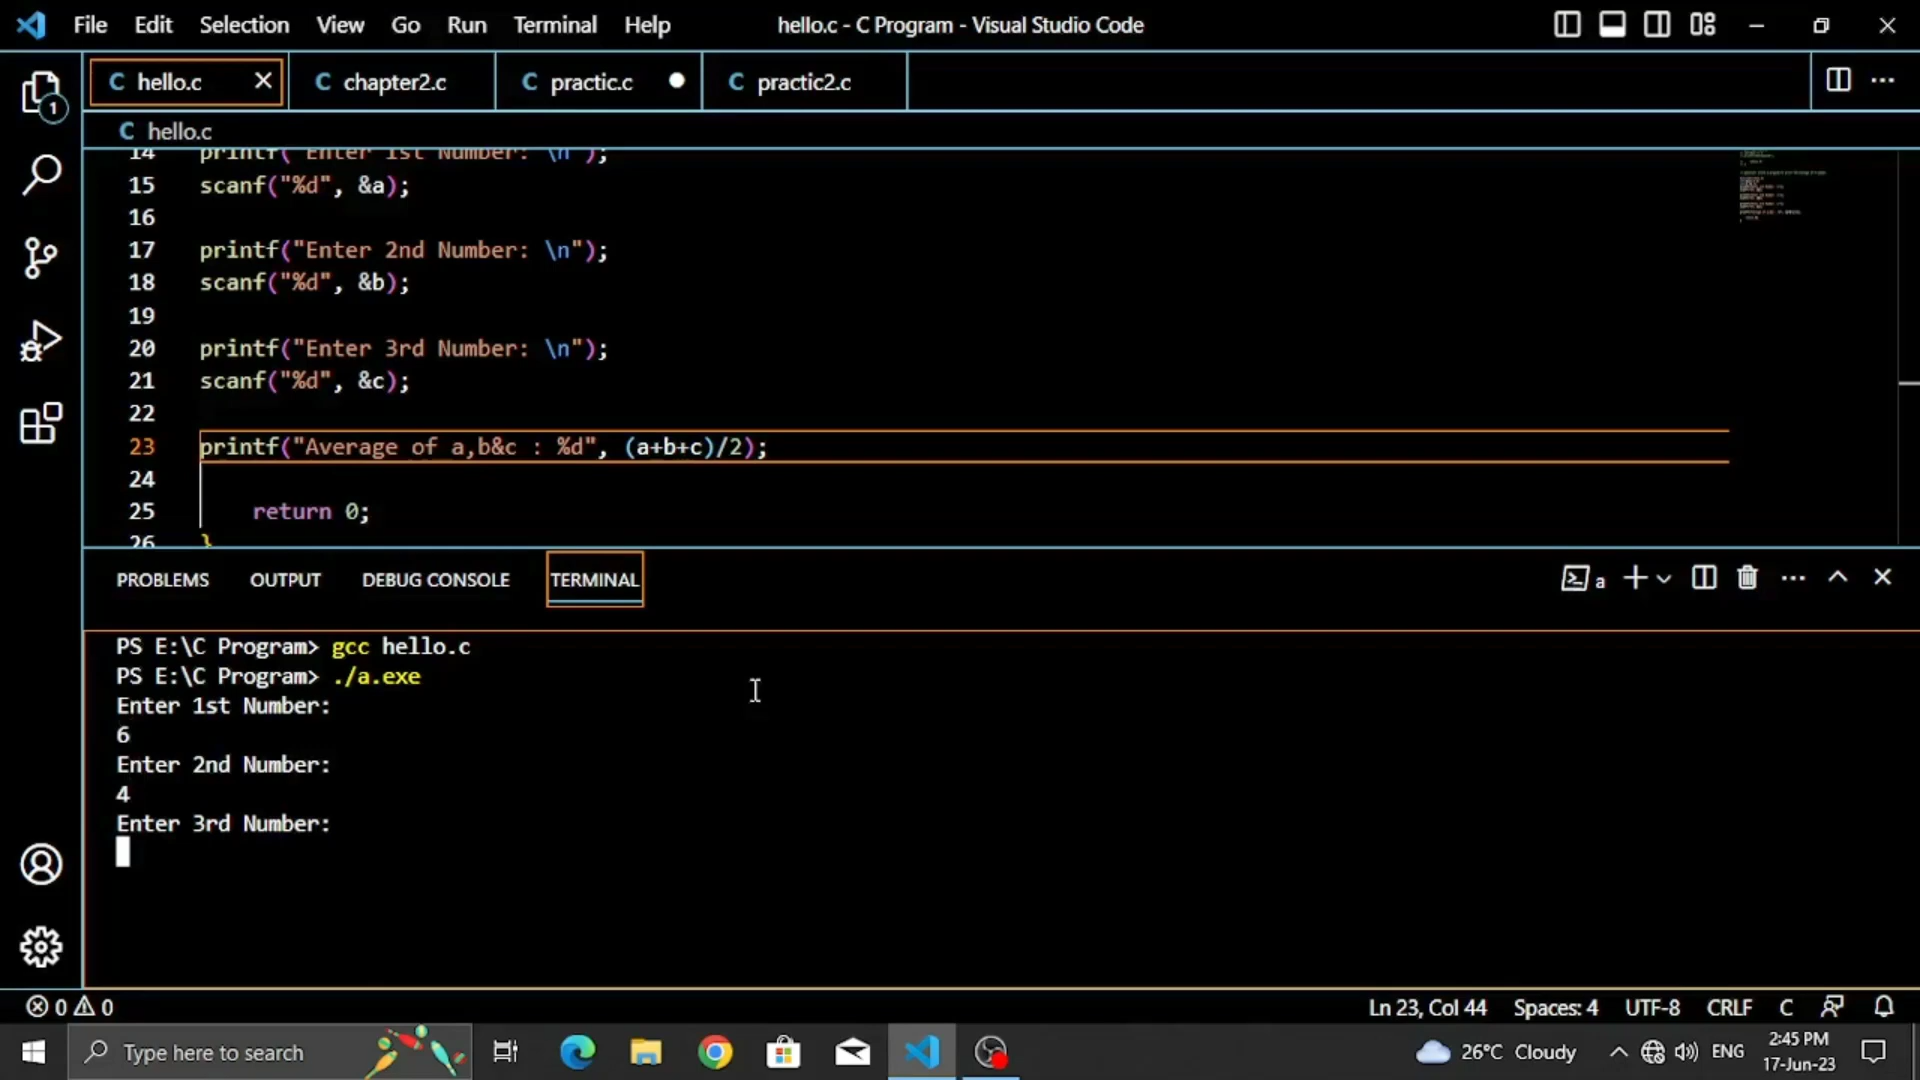 File Edit Selection View Go Run Terminal Help hello.c - C Program - Visual Studio Code
C hello.c C chapter2.c C practic.c C practic2.c
1
C hello.c
14 printf("Enter 1st Number: \n");
15 scanf("%d", &a);
16
17 printf("Enter 2nd Number: \n");
18 scanf("%d", &b);
19
20 printf("Enter 3rd Number: \n");
21 scanf("%d", &c);
22
23 printf("Average of a,b&c : %d", (a+b+c)/2);
24
25 return 0;
26 }
PROBLEMS OUTPUT DEBUG CONSOLE TERMINAL a
PS E:\C Program> gcc hello.c
PS E:\C Program> ./a.exe
Enter 1st Number:
6
Enter 2nd Number:
4
Enter 3rd Number:
0 0 Ln 23, Col 44 Spaces: 4 UTF-8 CRLF C
Type here to search 26°C Cloudy ENG 2:45 PM
17-Jun-23